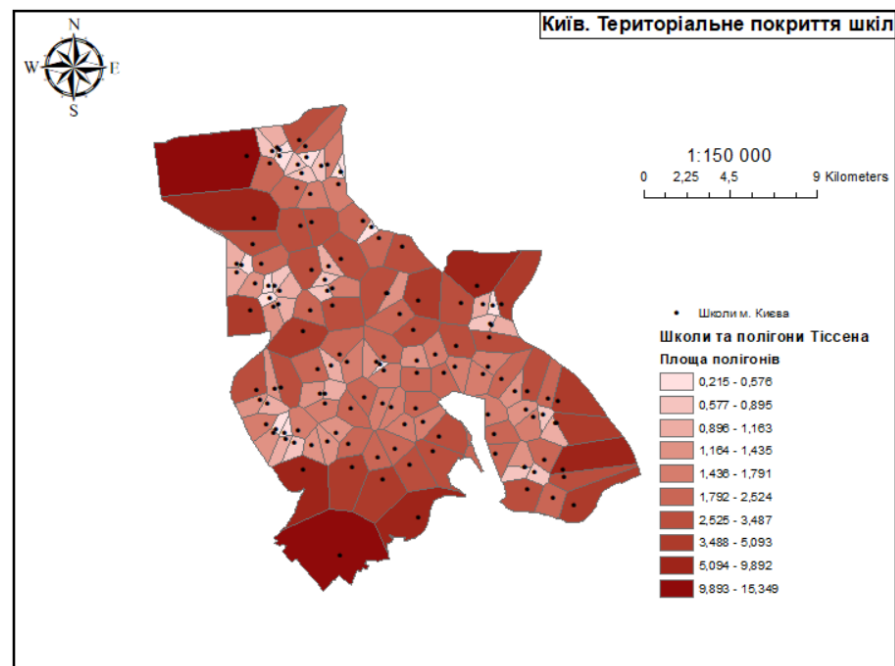 Київ. Територіальне покриття шкіл
N
W E
S
1:150 000
0 2,25 4,5 9 Kilometers
Школи м. Києва
Школи та полігони Тіссена
Площа полігонів
0,215 - 0,576
0,577 - 0,895
0,896 - 1,163
1,164 - 1,435
1,436 - 1,791
1,792 - 2,524
2,525 - 3,487
3,488 - 5,093
5,094 - 9,892
9,893 - 15,349